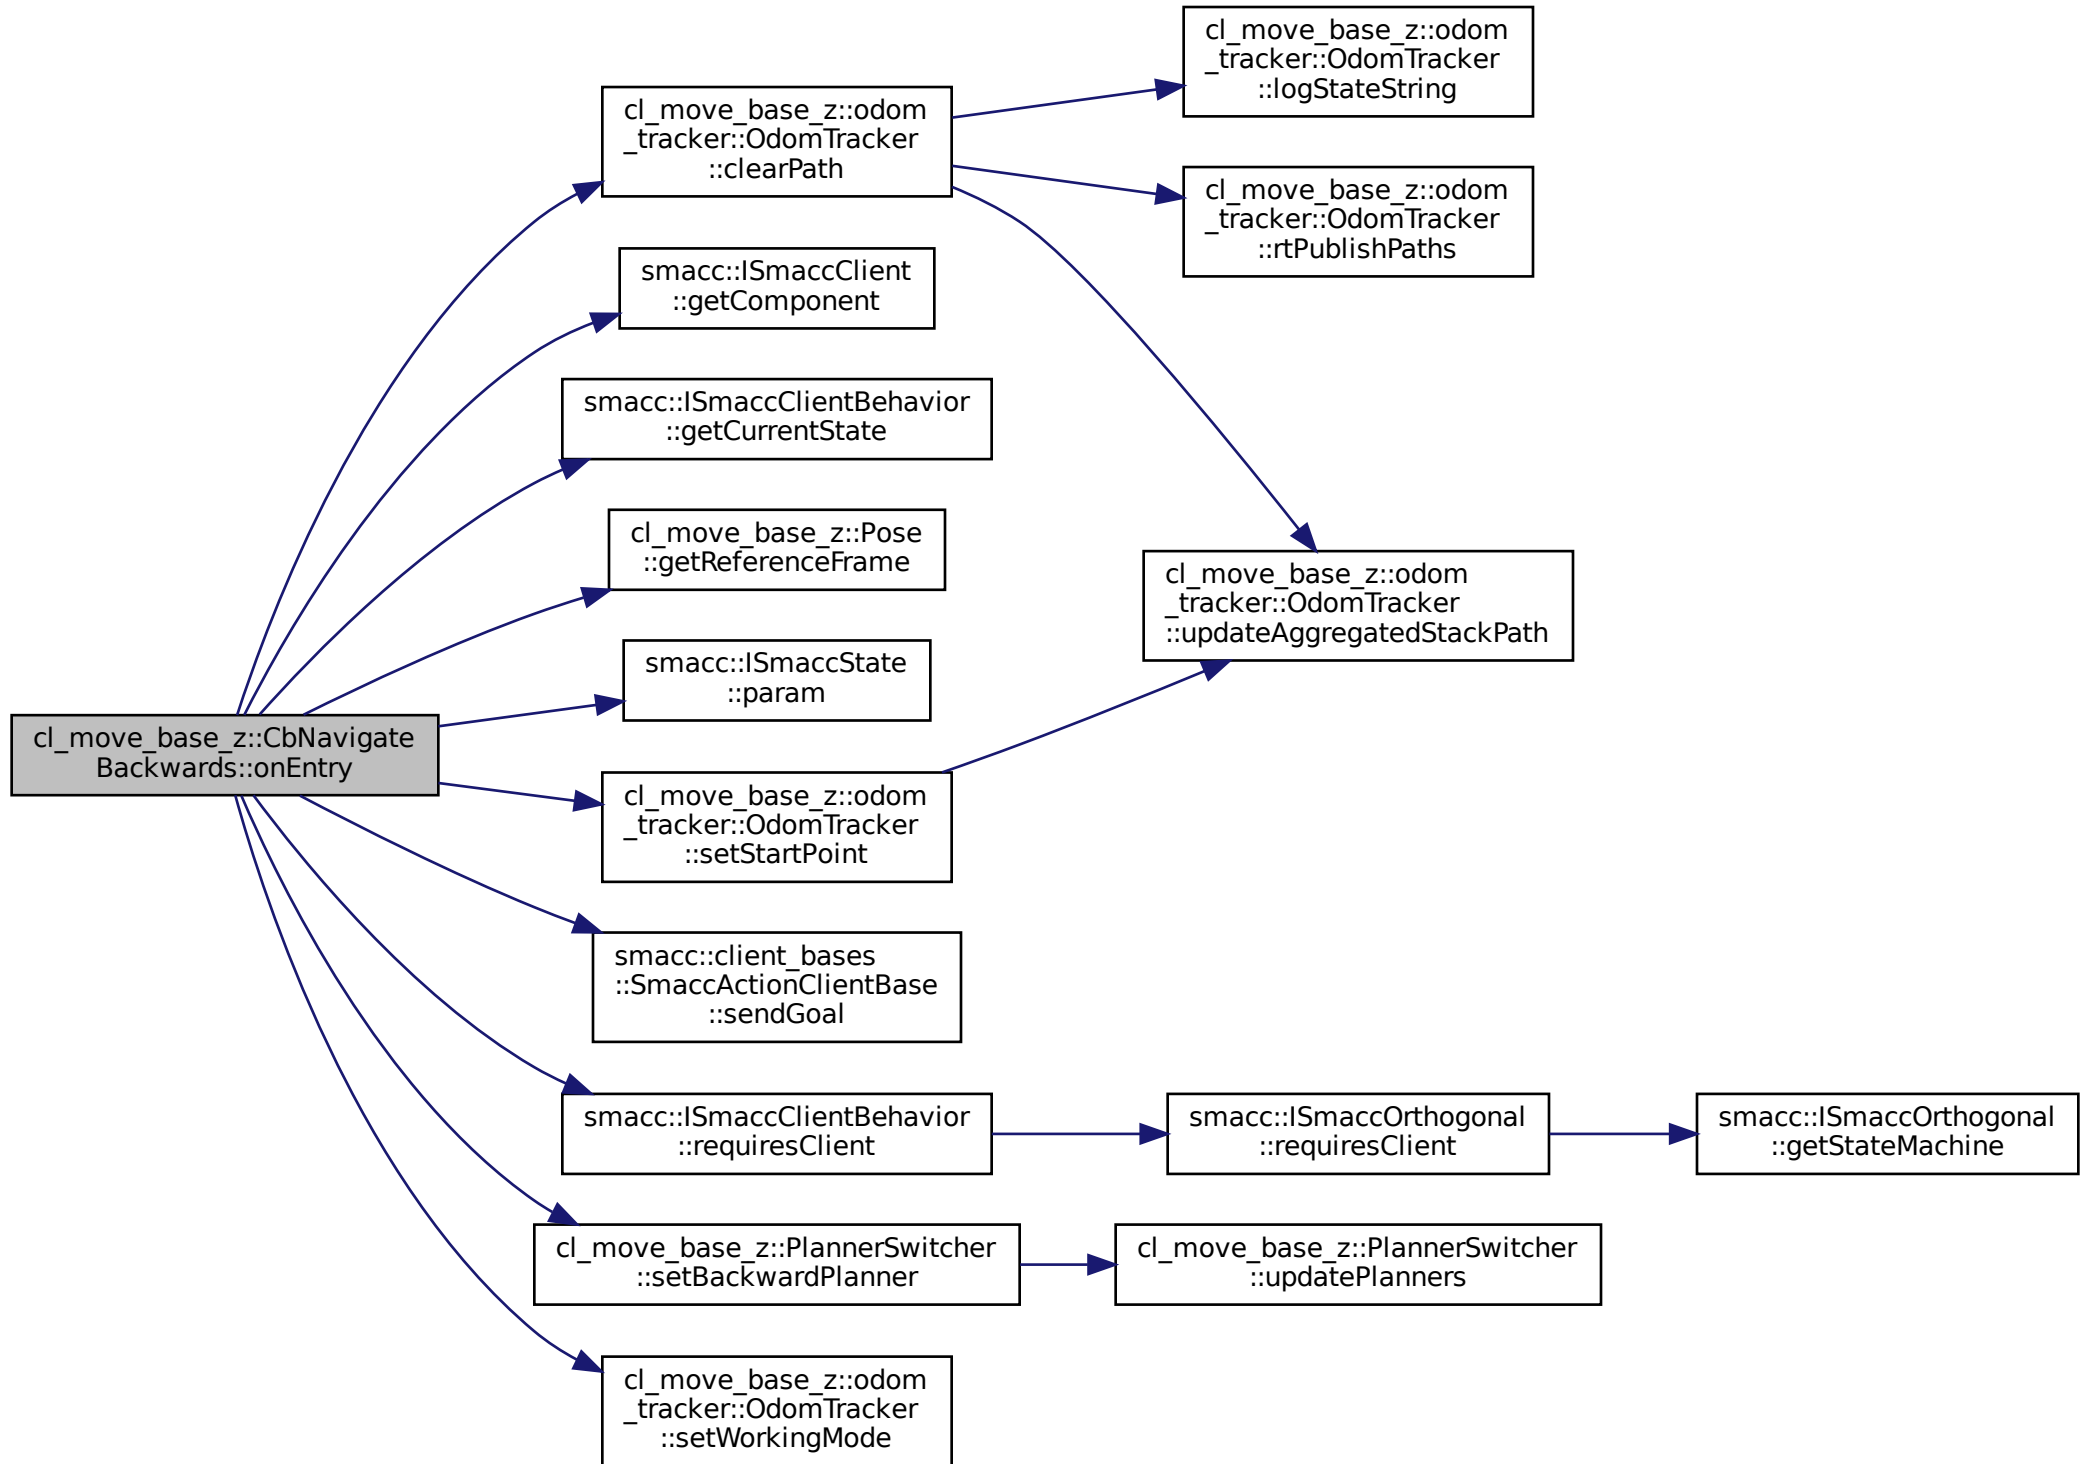 cl_move_base_z::CbNavigate
Backwards::onEntry
cl_move_base_z::odom
_tracker::OdomTracker
::clearPath
smacc::ISmaccClient
::getComponent
smacc::ISmaccClientBehavior
::getCurrentState
cl_move_base_z::Pose
::getReferenceFrame
smacc::ISmaccState
::param
cl_move_base_z::odom
_tracker::OdomTracker
::setStartPoint
smacc::client_bases
::SmaccActionClientBase
::sendGoal
smacc::ISmaccClientBehavior
::requiresClient
cl_move_base_z::PlannerSwitcher
::setBackwardPlanner
cl_move_base_z::odom
_tracker::OdomTracker
::setWorkingMode
cl_move_base_z::odom
_tracker::OdomTracker
::logStateString
cl_move_base_z::odom
_tracker::OdomTracker
::rtPublishPaths
cl_move_base_z::odom
_tracker::OdomTracker
::updateAggregatedStackPath
smacc::ISmaccOrthogonal
::requiresClient
cl_move_base_z::PlannerSwitcher
::updatePlanners
smacc::ISmaccOrthogonal
::getStateMachine